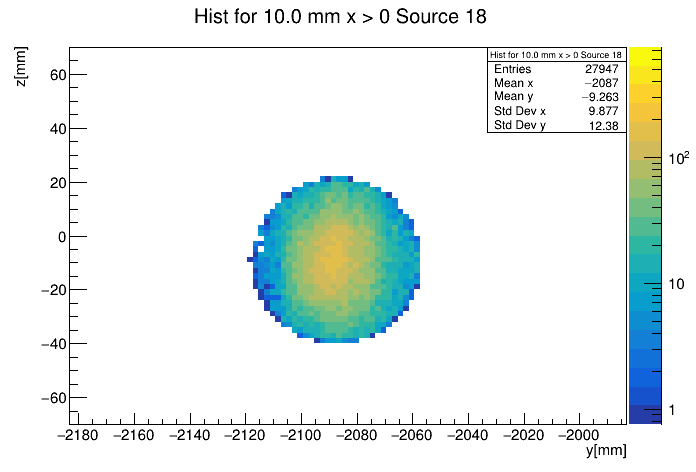 Hist for 10.0 mm x > 0 Source 18
z[mm]
Hist for 10.0 mm x > 0 Source 18
Entries 27947
Mean x −2087
Mean y −9.263
Std Dev x 9.877
Std Dev y 12.38
60
40
20
0
−20
−40
−60
10²
10
1
−2180 −2160 −2140 −2120 −2100 −2080 −2060 −2040 −2020 −2000
y[mm]